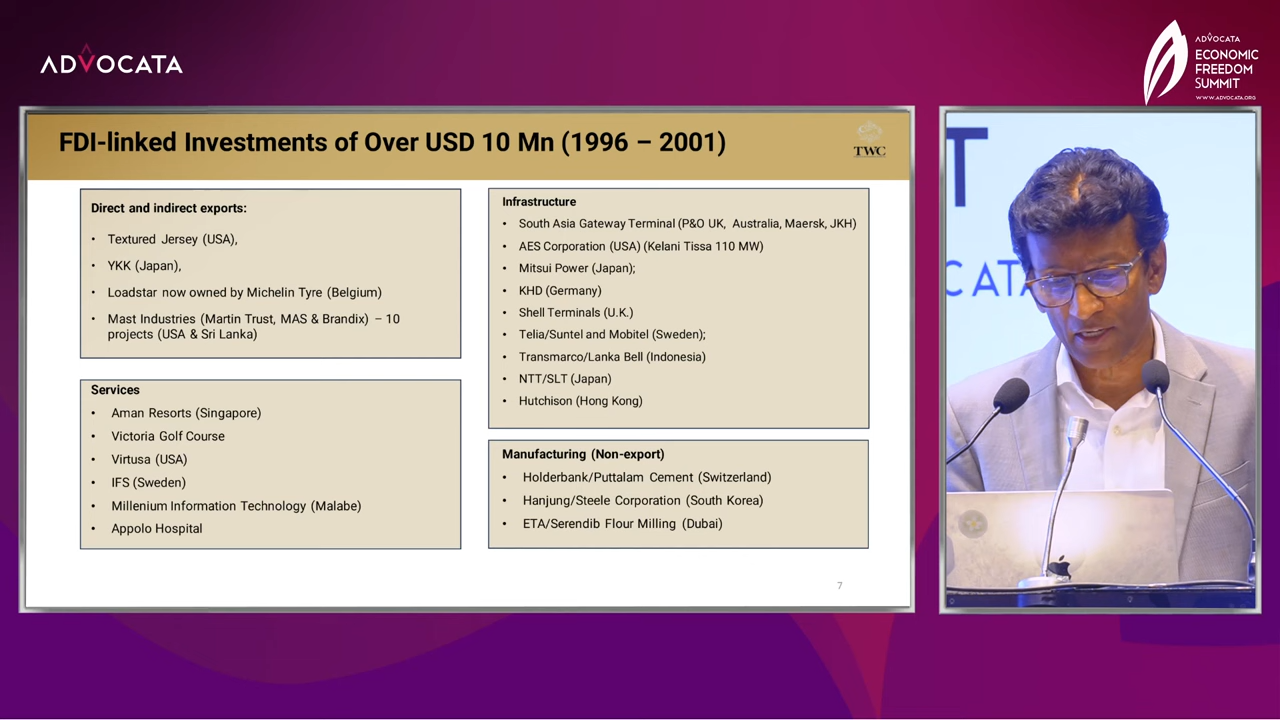 ADVOCATA
ADVOCATA
ECONOMIC
FREEDOM
SUMMIT
WWW.ADVOCATA.ORG
FDI-linked Investments of Over USD 10 Mn (1996 – 2001)
TWC
Direct and indirect exports:
• Textured Jersey (USA),
• YKK (Japan),
• Loadstar now owned by Michelin Tyre (Belgium)
• Mast Industries (Martin Trust, MAS & Brandix) – 10
projects (USA & Sri Lanka)
Services
• Aman Resorts (Singapore)
• Victoria Golf Course
• Virtusa (USA)
• IFS (Sweden)
• Millenium Information Technology (Malabe)
• Appolo Hospital
Infrastructure
• South Asia Gateway Terminal (P&O UK, Australia, Maersk, JKH)
• AES Corporation (USA) (Kelani Tissa 110 MW)
• Mitsui Power (Japan);
• KHD (Germany)
• Shell Terminals (U.K.)
• Telia/Suntel and Mobitel (Sweden);
• Transmarco/Lanka Bell (Indonesia)
• NTT/SLT (Japan)
• Hutchison (Hong Kong)
Manufacturing (Non-export)
• Holderbank/Puttalam Cement (Switzerland)
• Hanjung/Steele Corporation (South Korea)
• ETA/Serendib Flour Milling (Dubai)
7
T
CATA